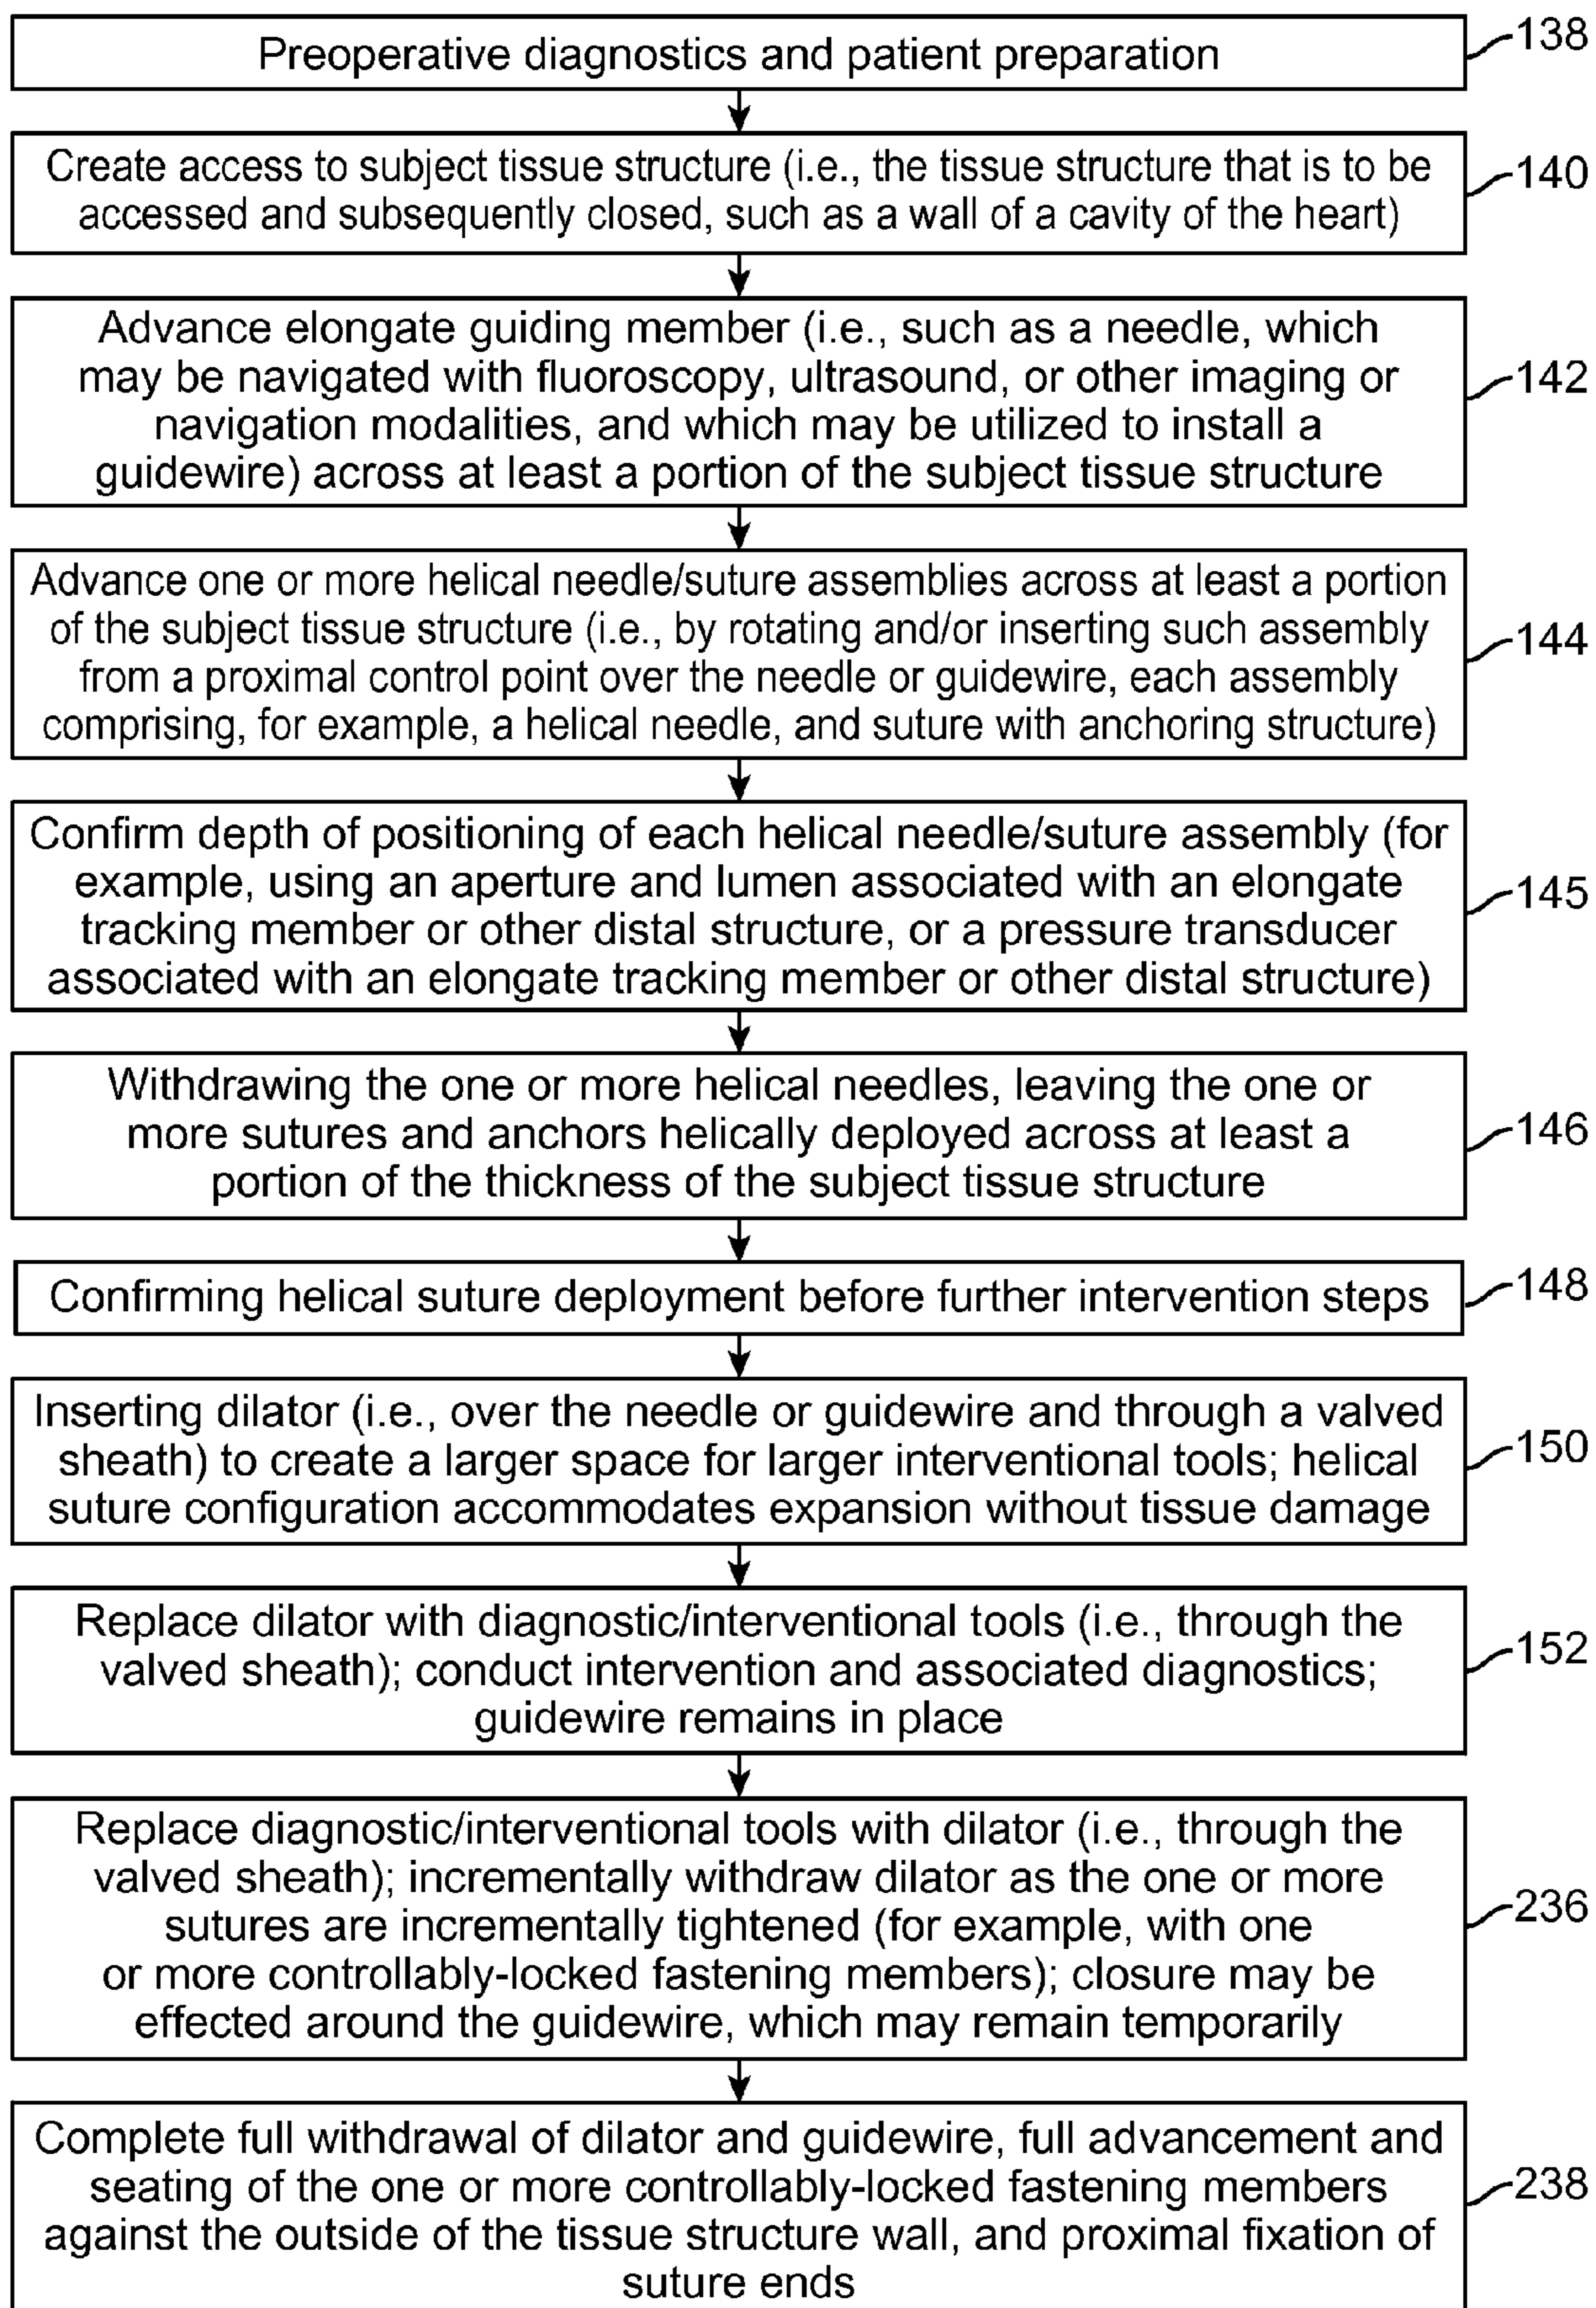 Preoperative diagnostics and patient preparation
138
Create access to subject tissue structure (i.e., the tissue structure that is to be
accessed and subsequently closed, such as a wall of a cavity of the heart)
140
Advance elongate guiding member (i.e., such as a needle, which
may be navigated with fluoroscopy, ultrasound, or other imaging or
navigation modalities, and which may be utilized to install a
guidewire) across at least a portion of the subject tissue structure
142
Advance one or more helical needle/suture assemblies across at least a portion
of the subject tissue structure (i.e., by rotating and/or inserting such assembly
from a proximal control point over the needle or guidewire, each assembly
comprising, for example, a helical needle, and suture with anchoring structure)
144
Confirm depth of positioning of each helical needle/suture assembly (for
example, using an aperture and lumen associated with an elongate
tracking member or other distal structure, or a pressure transducer
associated with an elongate tracking member or other distal structure)
145
Withdrawing the one or more helical needles, leaving the one or
more sutures and anchors helically deployed across at least a
portion of the thickness of the subject tissue structure
146
Confirming helical suture deployment before further intervention steps
148
Inserting dilator (i.e., over the needle or guidewire and through a valved
sheath) to create a larger space for larger interventional tools; helical
suture configuration accommodates expansion without tissue damage
150
Replace dilator with diagnostic/interventional tools (i.e., through the
valved sheath); conduct intervention and associated diagnostics;
guidewire remains in place
152
Replace diagnostic/interventional tools with dilator (i.e., through the
valved sheath); incrementally withdraw dilator as the one or more
sutures are incrementally tightened (for example, with one
or more controllably-locked fastening members); closure may be
effected around the guidewire, which may remain temporarily
236
Complete full withdrawal of dilator and guidewire, full advancement and
seating of the one or more controllably-locked fastening members
against the outside of the tissue structure wall, and proximal fixation of
suture ends
238